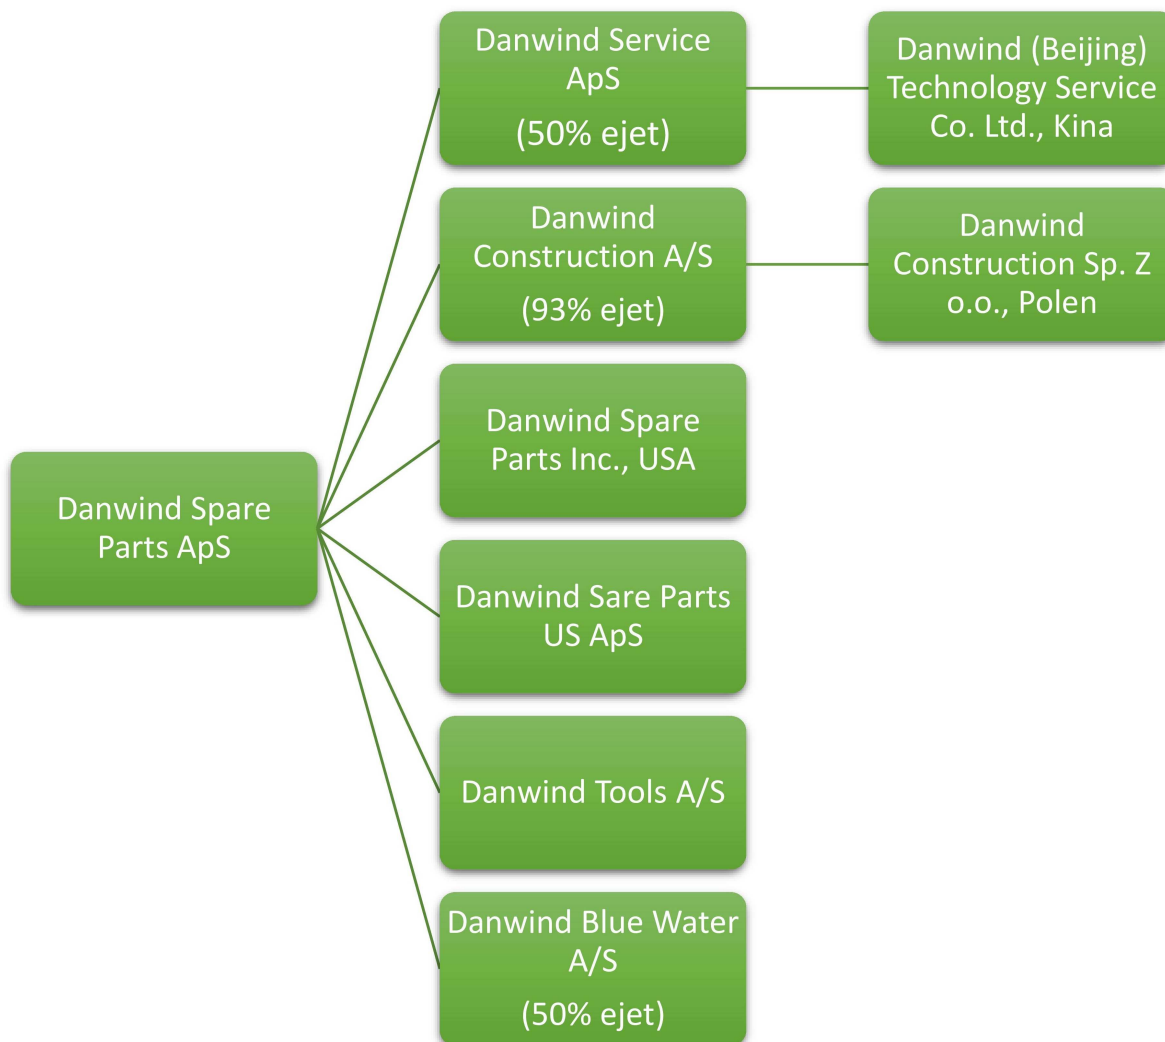 Danwind Service
ApS
(50% ejet)
Danwind (Beijing)
Technology Service
Co. Ltd., Kina
Danwind
Construction A/S
(93% ejet)
Danwind
Construction Sp. Z
o.o., Polen
Danwind Spare
Parts Inc., USA
Danwind Spare
Parts ApS
Danwind Sare Parts
US ApS
Danwind Tools A/S
Danwind Blue Water
A/S
(50% ejet)